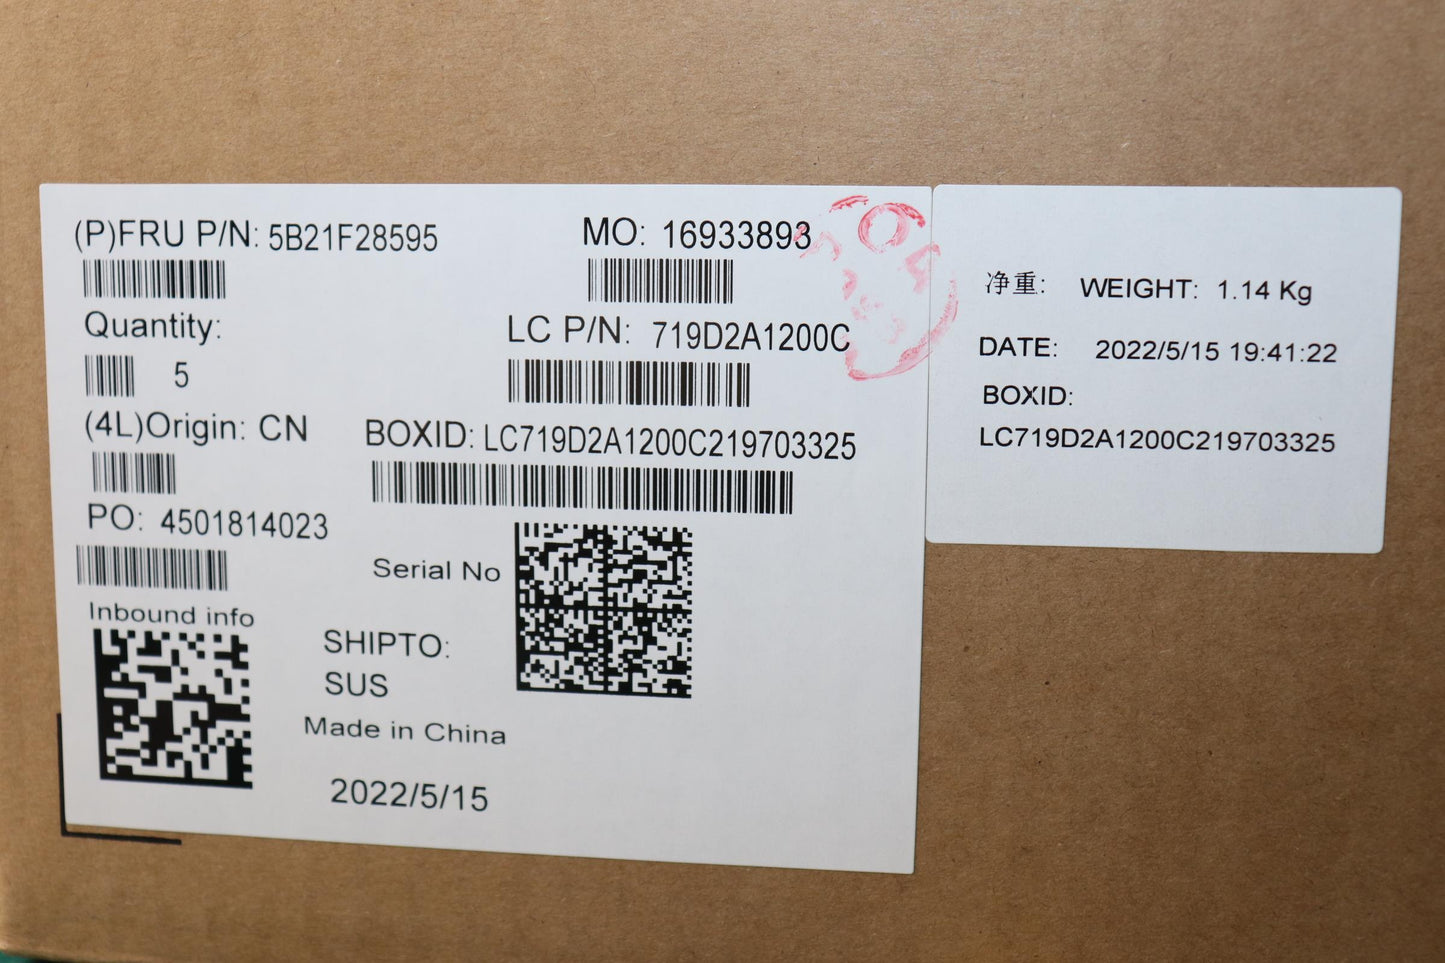 (P)FRU P/N: 5B21F28595
MO: 16933893
Quantity:
5
LC P/N: 719D2A1200C
(4L)Origin: CN
BOXID: LC719D2A1200C219703325
PO: 4501814023
Serial No
Inbound info
SHIPTO:
SUS
Made in China
2022/5/15
净重: WEIGHT: 1.14 Kg
DATE: 2022/5/15 19:41:22
BOXID:
LC719D2A1200C219703325